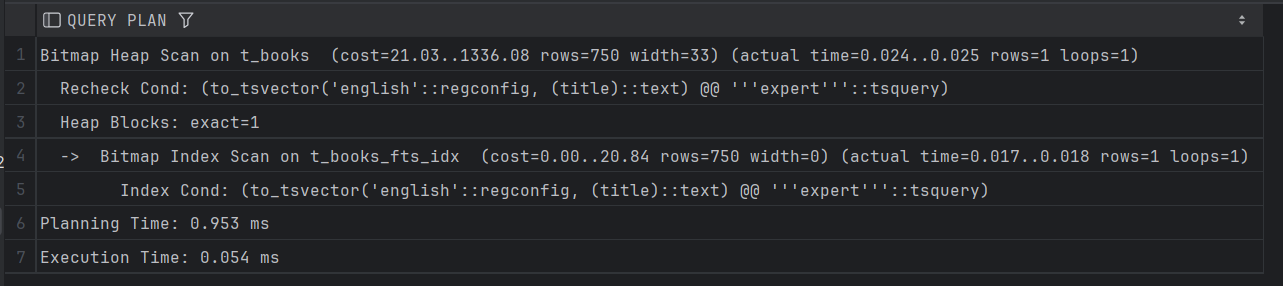 QUERY PLAN
1 Bitmap Heap Scan on t_books  (cost=21.03..1336.08 rows=750 width=33) (actual time=0.024..0.025 rows=1 loops=1)
2   Recheck Cond: (to_tsvector('english'::regconfig, (title)::text) @@ '''expert'''::tsquery)
3   Heap Blocks: exact=1
4   ->  Bitmap Index Scan on t_books_fts_idx  (cost=0.00..20.84 rows=750 width=0) (actual time=0.017..0.018 rows=1 loops=1)
5         Index Cond: (to_tsvector('english'::regconfig, (title)::text) @@ '''expert'''::tsquery)
6 Planning Time: 0.953 ms
7 Execution Time: 0.054 ms